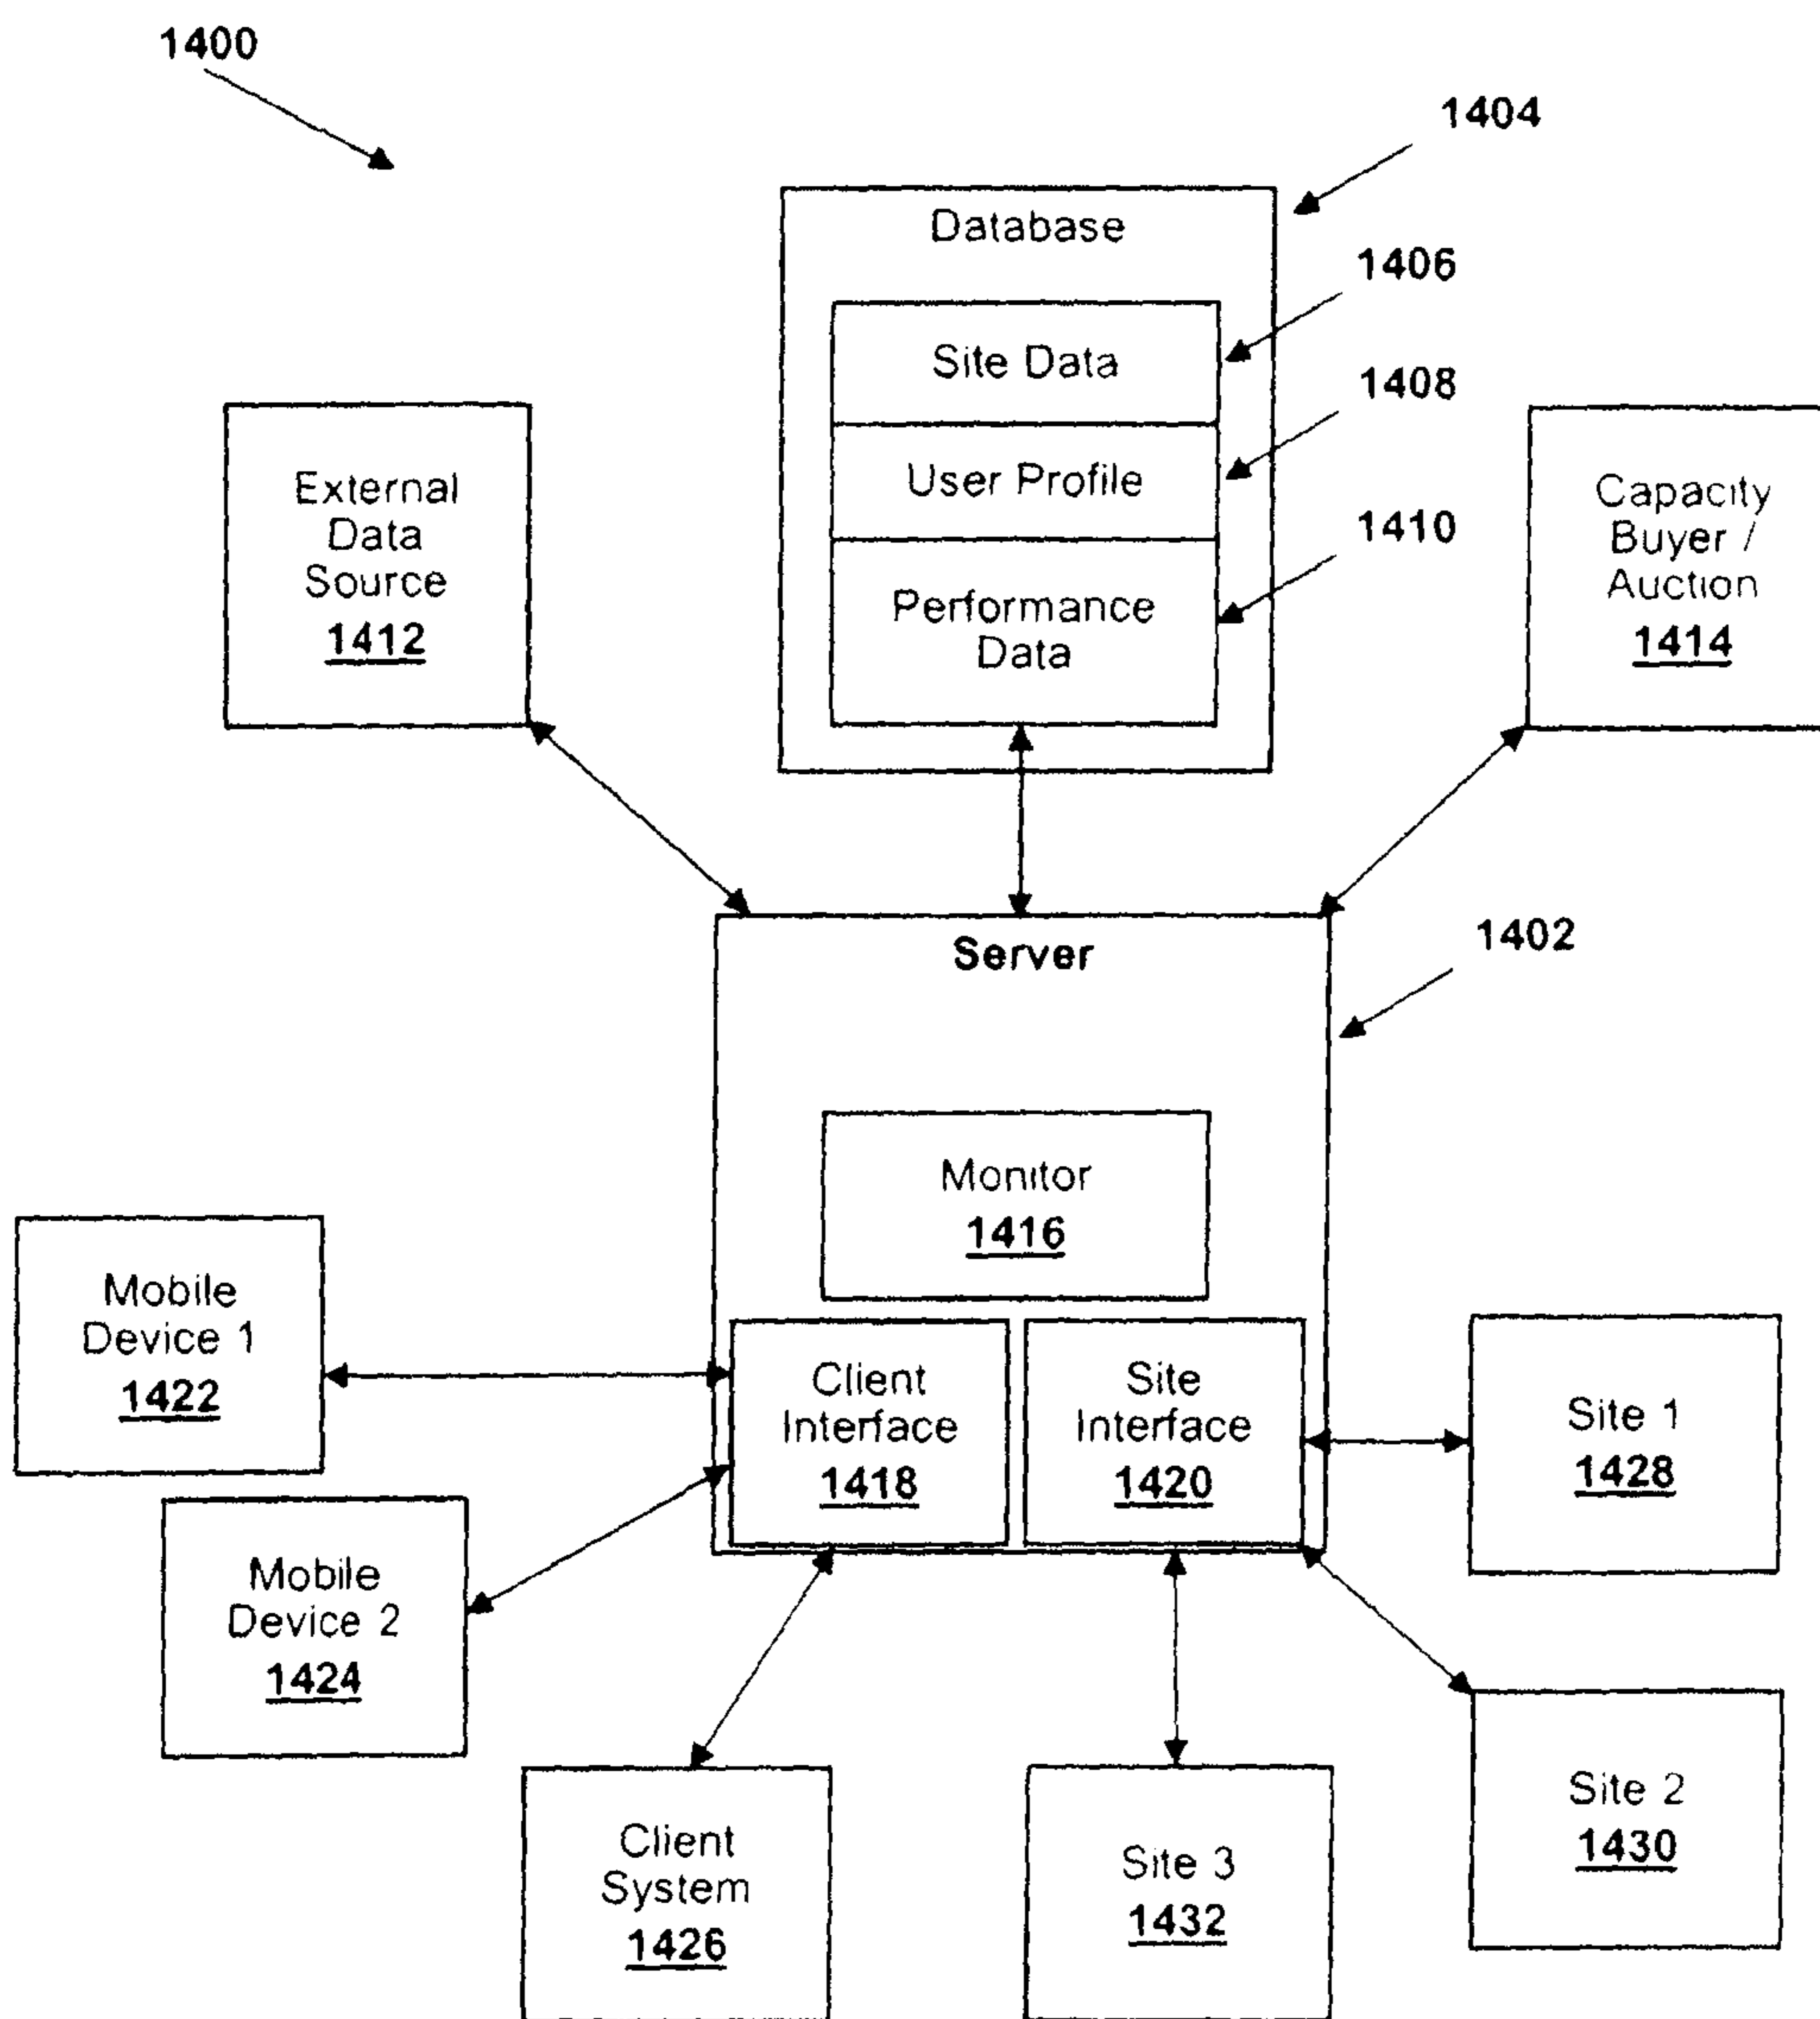 1400
1404
Database
1406
Site Data
1408
User Profile
1410
Performance
Data
External
Data
Source
1412
Capacity
Buyer /
Auction
1414
1402
Server
Monitor
1416
Mobile
Device 1
1422
Client
Interface
1418
Site
Interface
1420
Site 1
1428
Mobile
Device 2
1424
Client
System
1426
Site 3
1432
Site 2
1430